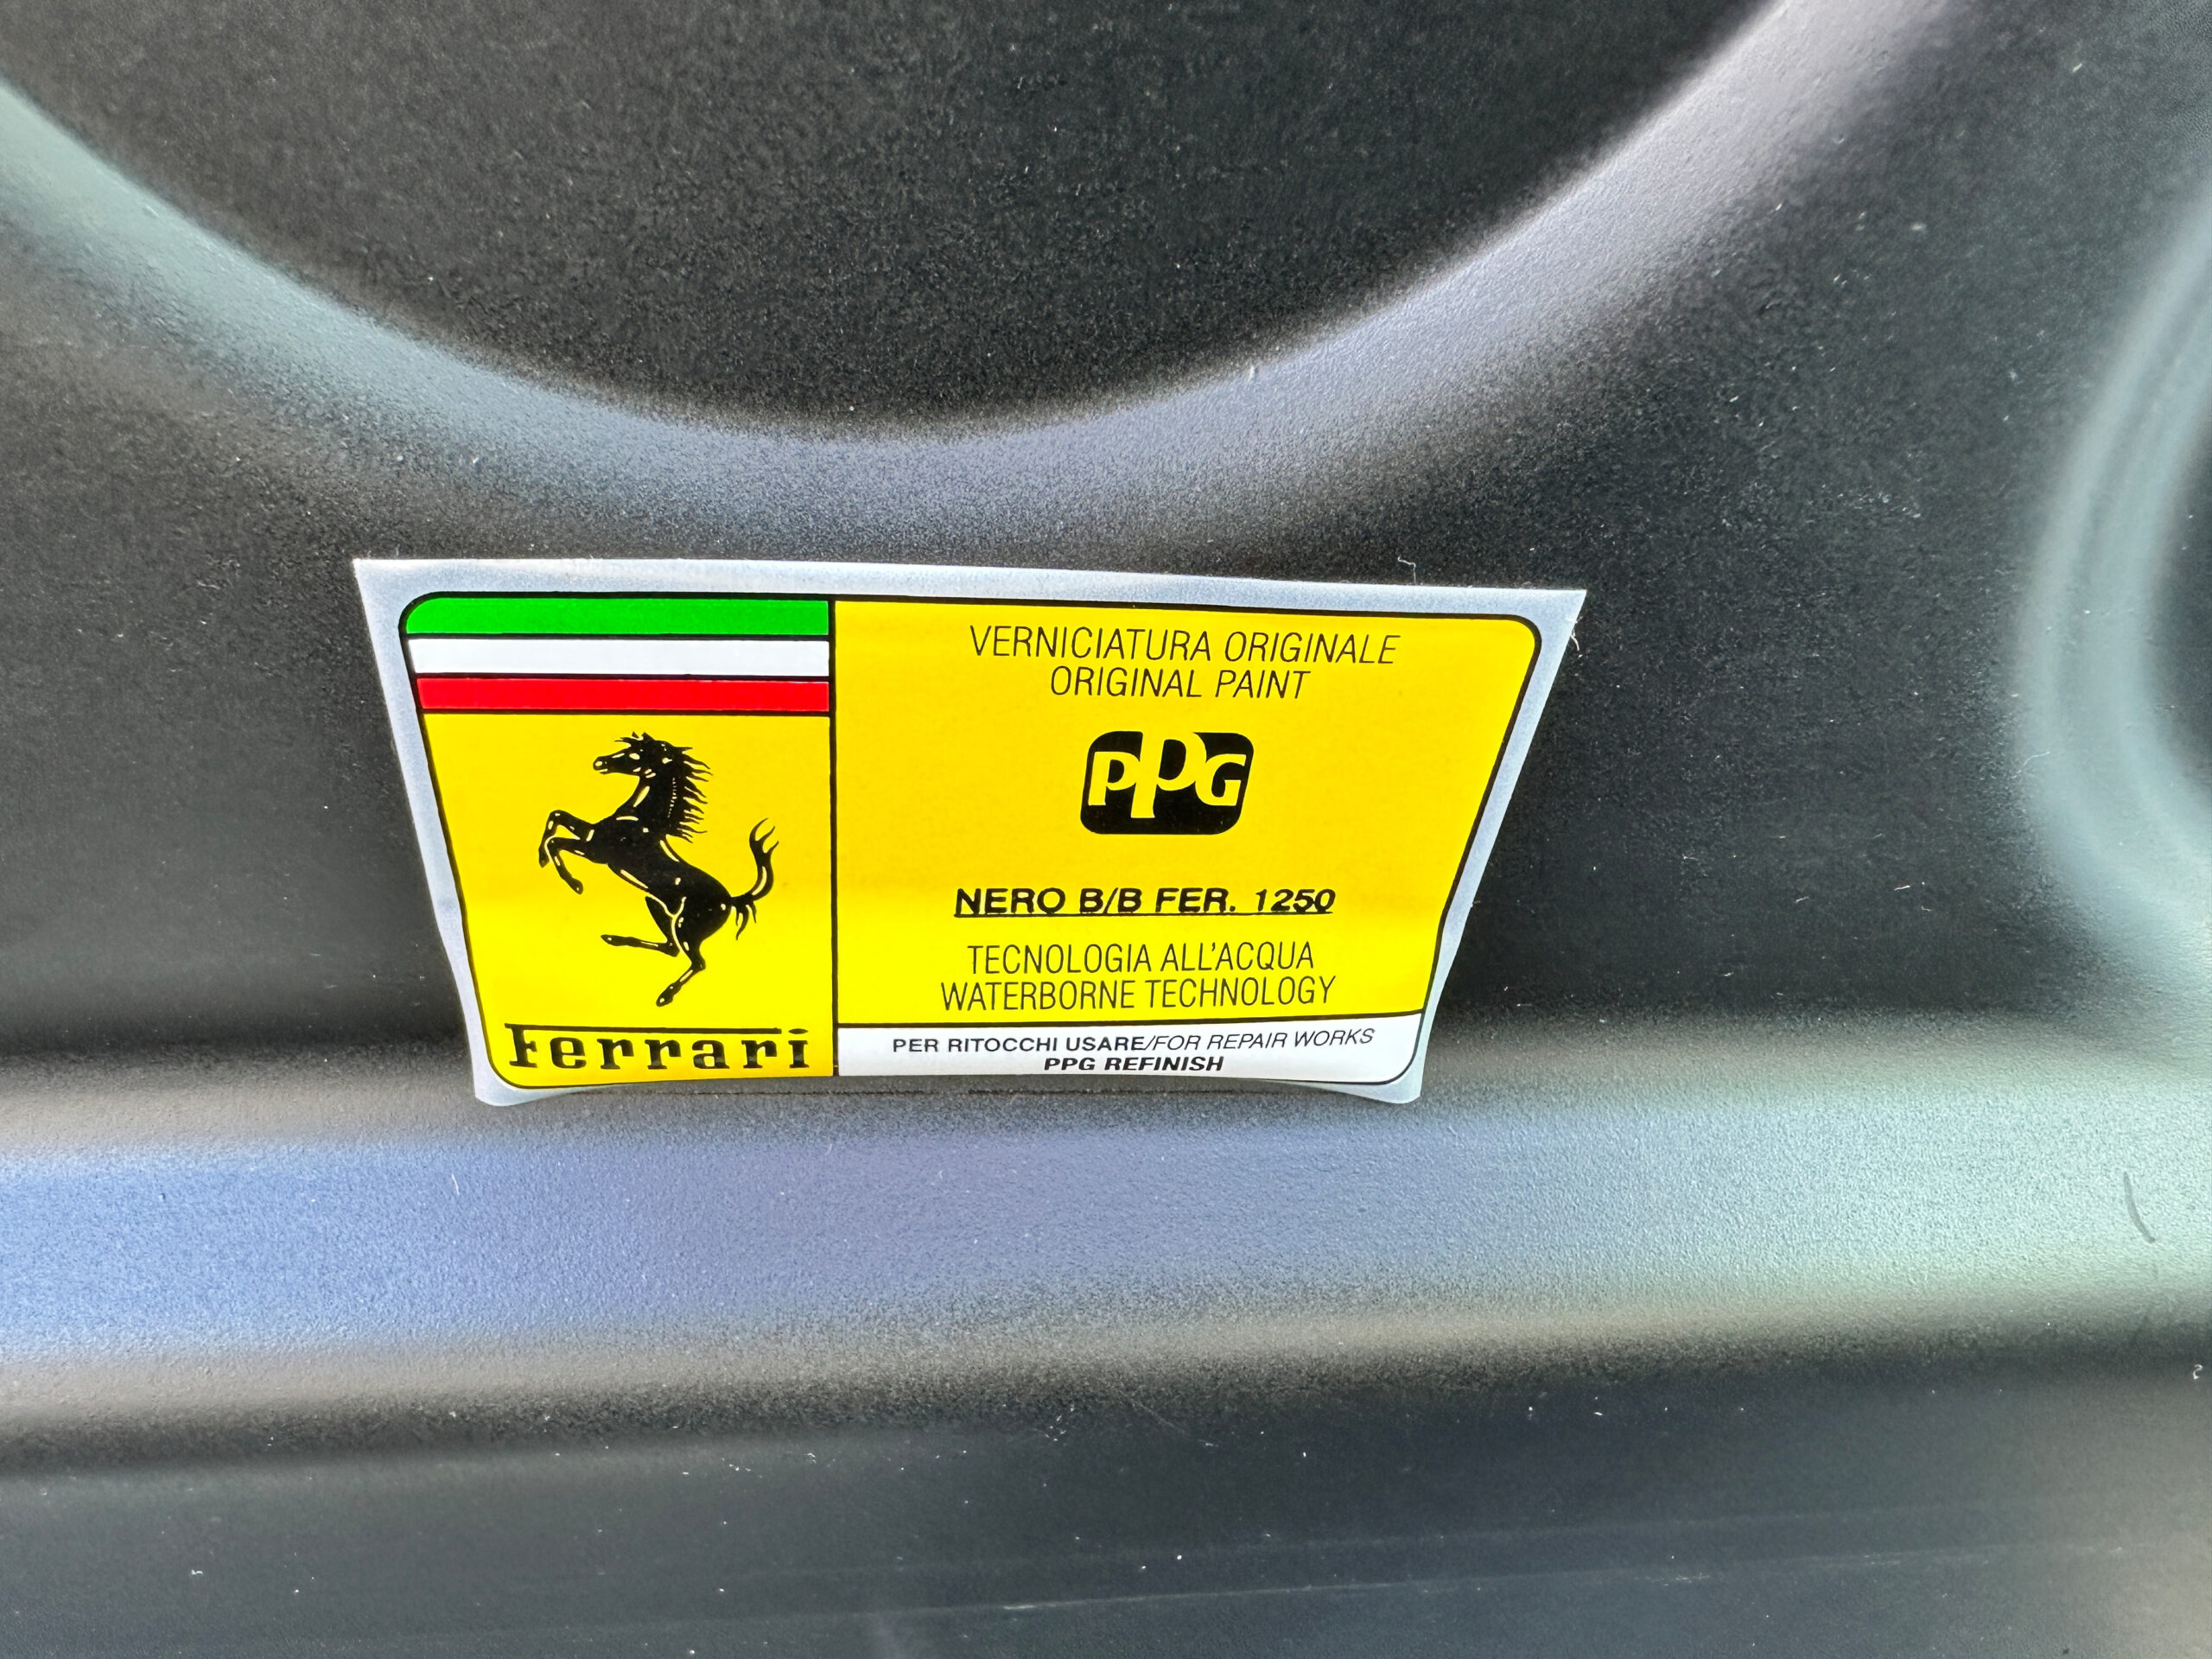 VERNICIATURA ORIGINALE
ORIGINAL PAINT
PPG
NERO B/B FER. 1250
TECNOLOGIA ALL'ACQUA
WATERBORNE TECHNOLOGY
PER RITOCCHI USARE/FOR REPAIR WORKS
PPG REFINISH
Ferrari